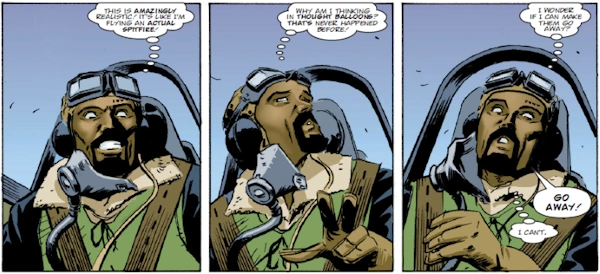 THIS IS AMAZINGLY
REALISTIC! IT'S LIKE I'M
FLYING AN ACTUAL
SPITFIRE!
WHY AM I THINKING
IN THOUGHT BALLOONS?
THAT'S NEVER HAPPENED
BEFORE!
I WONDER
IF I CAN MAKE
THEM GO
AWAY?
GO
AWAY!
I CAN'T.